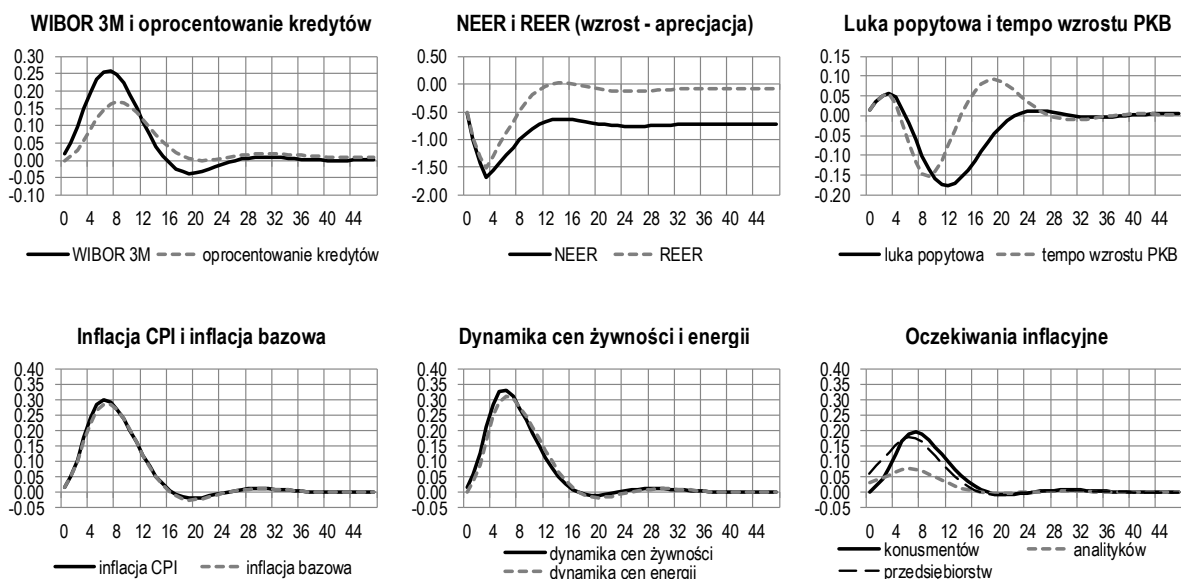 WIBOR 3M i oprocentowanie kredytów
0.30
0.25
0.20
0.15
0.10
0.05
0.00
-0.05
-0.10
0 4 8 12 16 20 24 28 32 36 40 44
WIBOR 3M oprocentowanie kredytów
NEER i REER (wzrost - aprecjacja)
0.50
0.00
-0.50
-1.00
-1.50
-2.00
0 4 8 12 16 20 24 28 32 36 40 44
NEER REER
Luka popytowa i tempo wzrostu PKB
0.15
0.10
0.05
0.00
-0.05
-0.10
-0.15
-0.20
0 4 8 12 16 20 24 28 32 36 40 44
luka popytowa tempo wzrostu PKB
Inflacja CPI i inflacja bazowa
0.40
0.35
0.30
0.25
0.20
0.15
0.10
0.05
0.00
-0.05
0 4 8 12 16 20 24 28 32 36 40 44
inflacja CPI inflacja bazowa
Dynamika cen żywności i energii
0.40
0.35
0.30
0.25
0.20
0.15
0.10
0.05
0.00
-0.05
0 4 8 12 16 20 24 28 32 36 40 44
dynamika cen żywności
dynamika cen energii
Oczekiwania inflacyjne
0.40
0.35
0.30
0.25
0.20
0.15
0.10
0.05
0.00
-0.05
0 4 8 12 16 20 24 28 32 36 40 44
konusmentów analityków
przedsiębiorstw